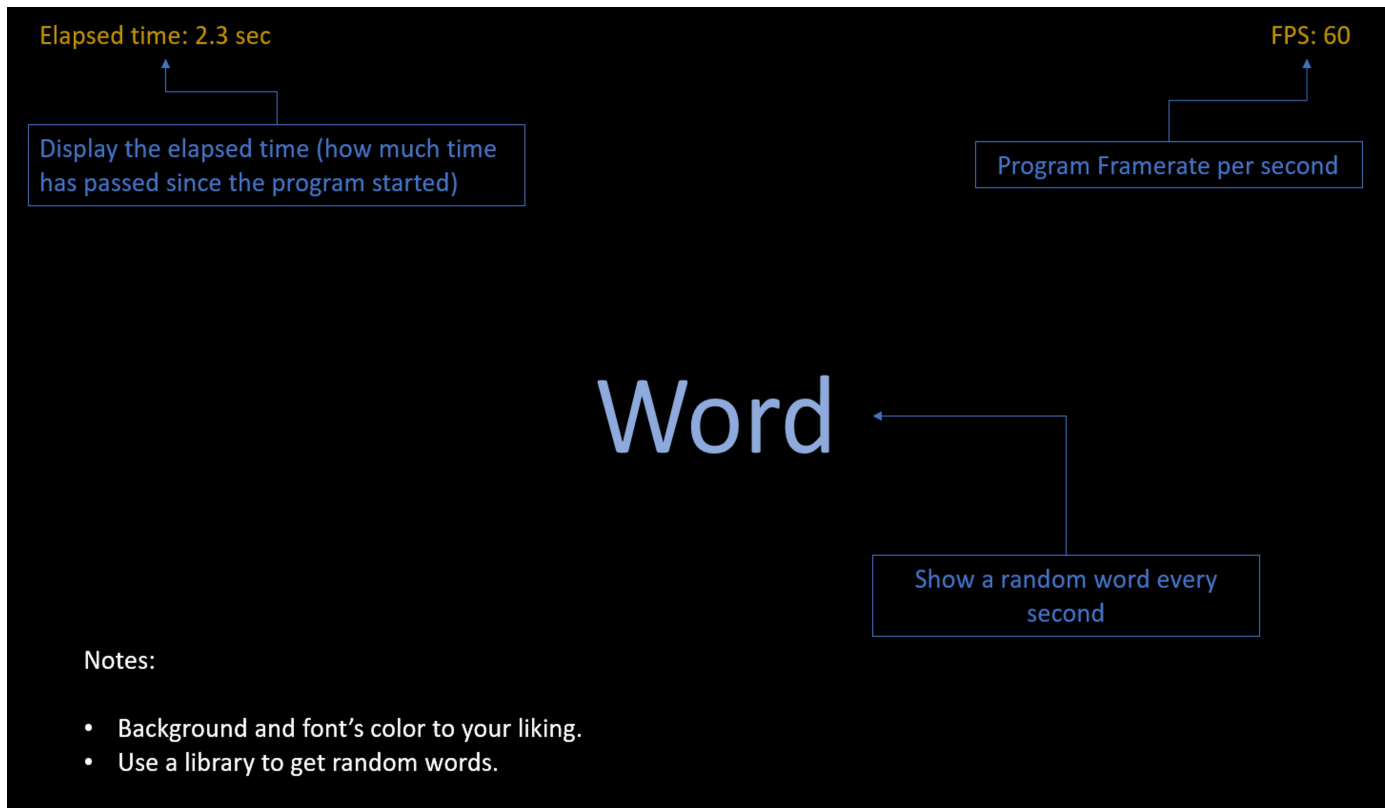 Elapsed time: 2.3 sec
FPS: 60
Display the elapsed time (how much time
has passed since the program started)
Program Framerate per second
Word
Show a random word every
second
Notes:
• Background and font’s color to your liking.
• Use a library to get random words.